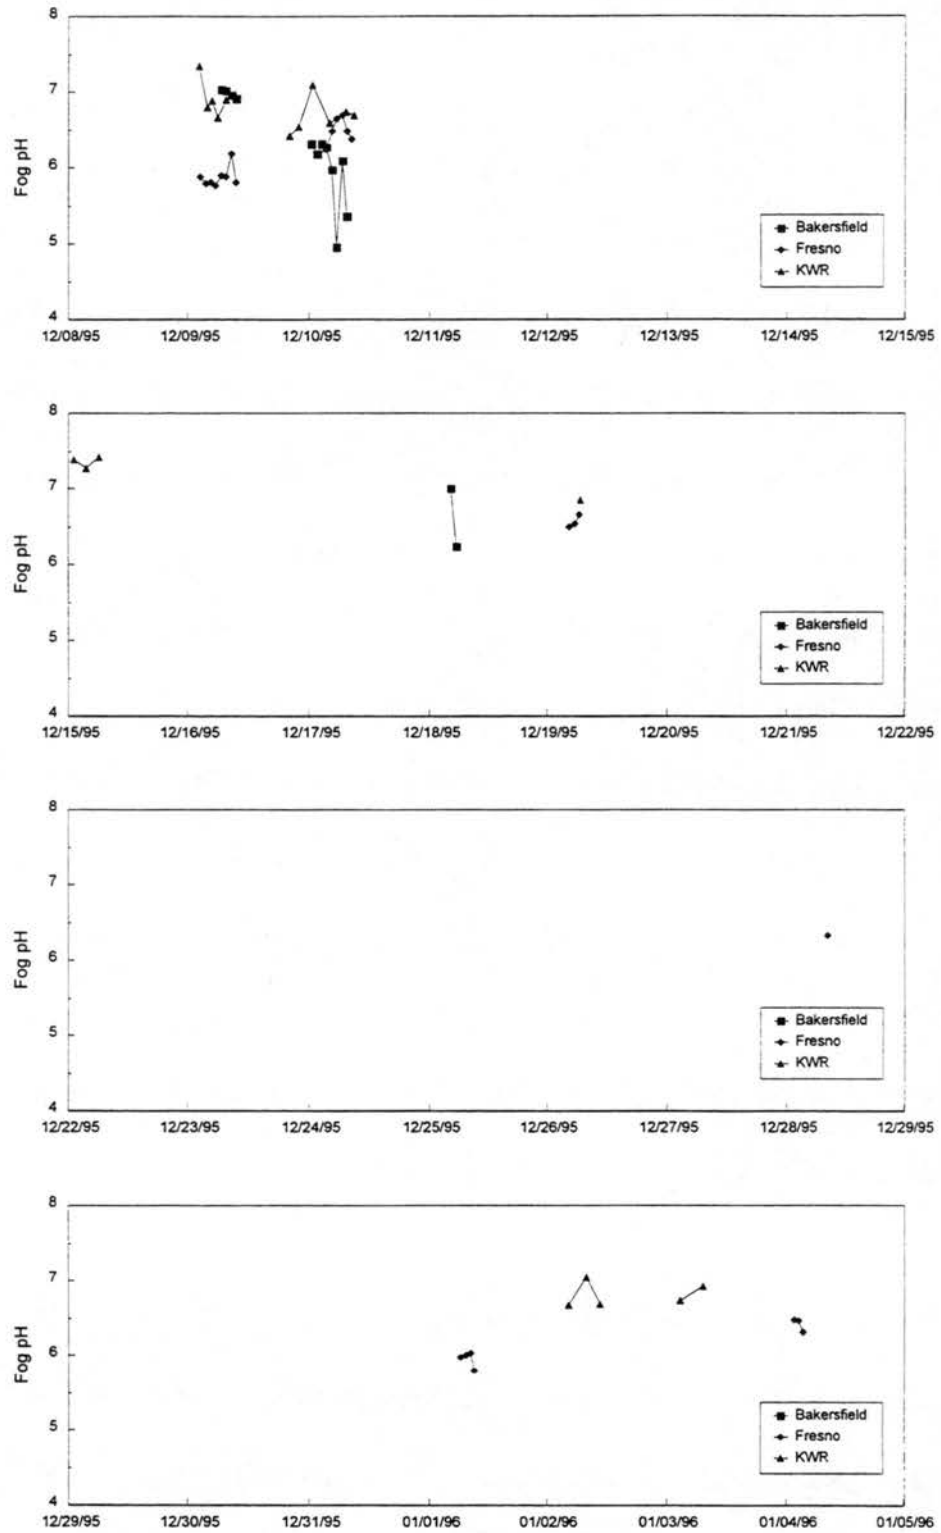 8
7
6
5
4
Fog pH
Bakersfield
Fresno
KWR
12/08/95 12/09/95 12/10/95 12/11/95 12/12/95 12/13/95 12/14/95 12/15/95
8
7
6
5
4
Fog pH
Bakersfield
Fresno
KWR
12/15/95 12/16/95 12/17/95 12/18/95 12/19/95 12/20/95 12/21/95 12/22/95
8
7
6
5
4
Fog pH
Bakersfield
Fresno
KWR
12/22/95 12/23/95 12/24/95 12/25/95 12/26/95 12/27/95 12/28/95 12/29/95
8
7
6
5
4
Fog pH
Bakersfield
Fresno
KWR
12/29/95 12/30/95 12/31/95 01/01/96 01/02/96 01/03/96 01/04/96 01/05/96